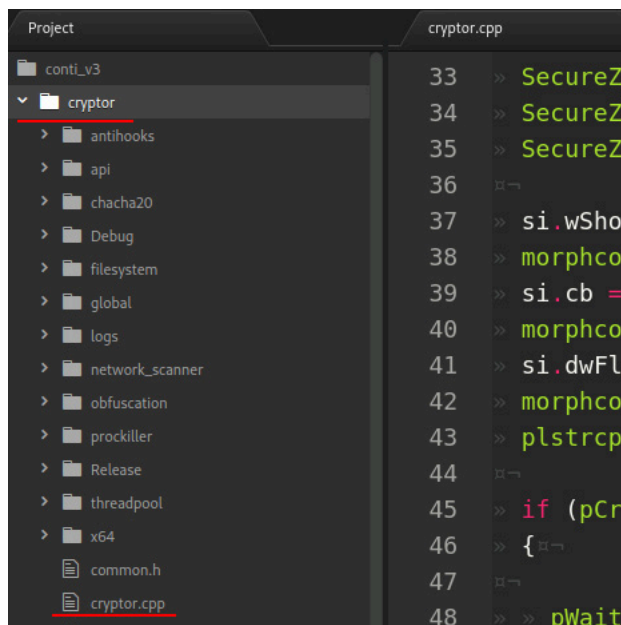 Project
conti_v3
cryptor
antihooks
api
chacha20
Debug
filesystem
global
logs
network_scanner
obfuscation
prockiller
Release
threadpool
x64
common.h
cryptor.cpp
cryptor.cpp
33 » SecureZ
34 » SecureZ
35 » SecureZ
36 ¤¬
37 » si.wSho
38 » morphco
39 » si.cb =
40 » morphco
41 » si.dwFl
42 » morphco
43 » plstrcp
44 ¤¬
45 » if (pCr
46 » {¤¬
47 ¤¬
48 » » pWait